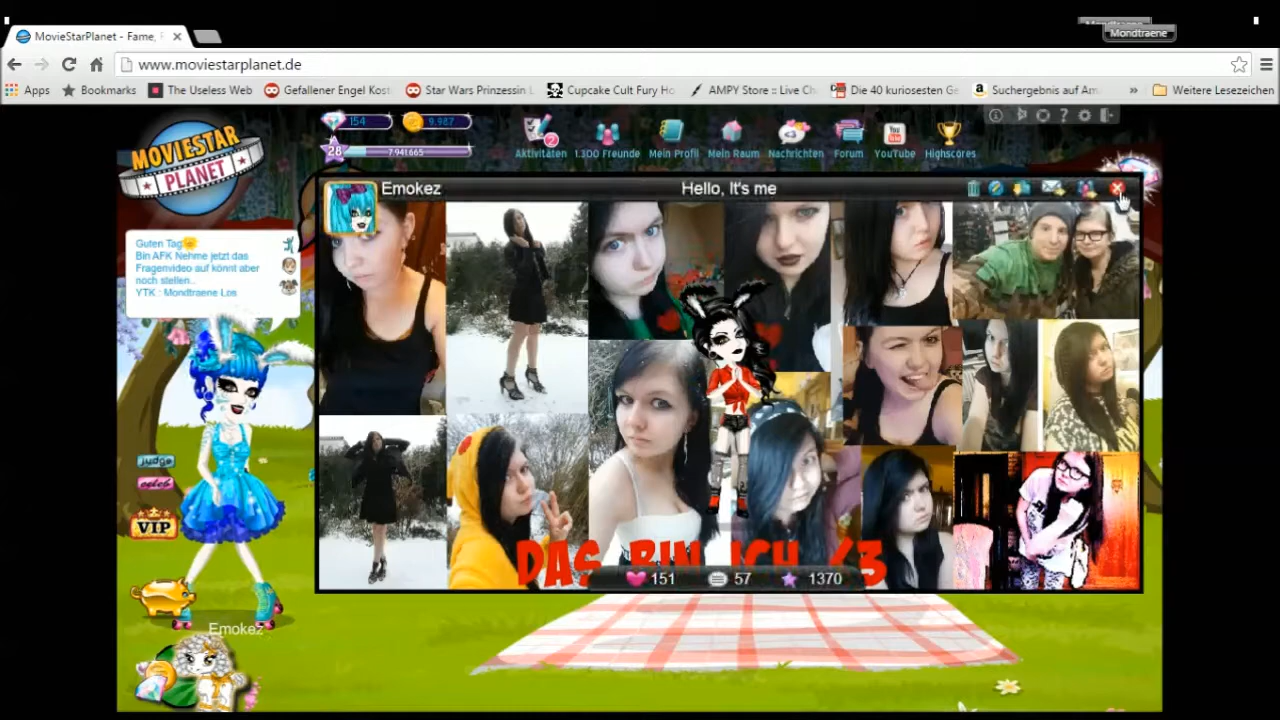 Mondtraene
MovieStarPlanet - Fame, F
www.moviestarplanet.de
Apps Bookmarks The Useless Web Gefallener Engel Kost Star Wars Prinzessin L Cupcake Cult Fury Ho AMPY Store :: Live Ch Die 40 kuriosesten Ge Suchergebnis auf Am » Weitere Lesezeichen
MOVIESTAR
PLANET
154 9.987
28 7.941665
2
Aktivitäten 1.300 Freunde Mein Profil Mein Raum Nachrichten Forum YouTube Highscores
Emokez Hello, It's me
Guten Tag
Bin AFK Nehme jetzt das
Fragenvideo auf könnt aber
noch stellen..
YTK : Mondtraene Los
judge
celeb
VIP
DAS BIN ICH <3
151 57 1370
Emokez